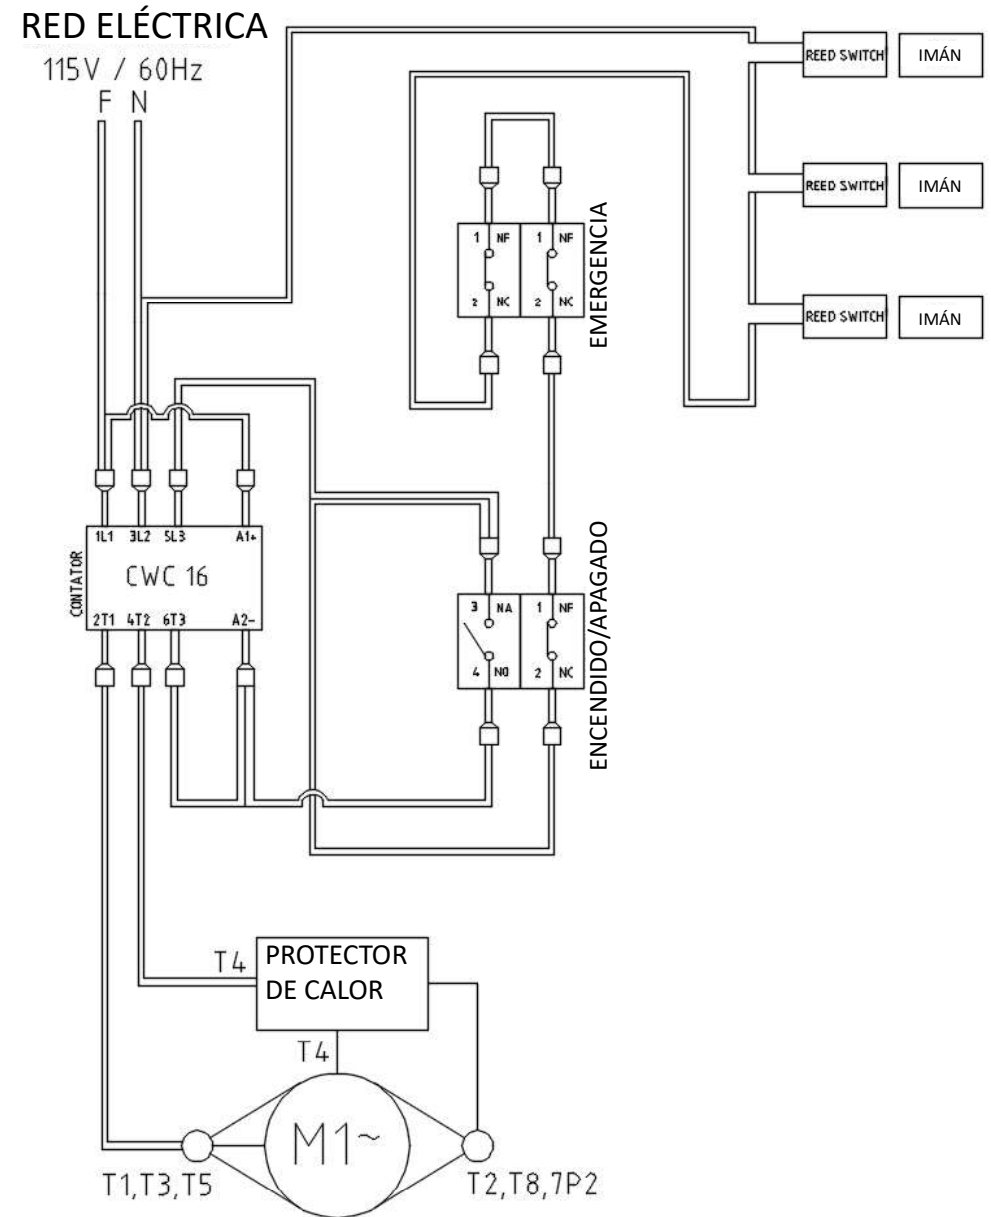 RED ELÉCTRICA
115V / 60Hz
F N
REED SWITCH IMÁN
REED SWITCH IMÁN
REED SWITCH IMÁN
1 NF 1 NF
2 NC 2 NC
EMERGENCIA
1L1 3L2 5L3 A1+
CONTATOR
CWC 16
2T1 4T2 6T3 A2-
3 NA 1 NF
4 NO 2 NC
ENCENDIDO/APAGADO
T4
PROTECTOR
DE CALOR
T4
M1~
T1,T3,T5
T2,T8,7P2